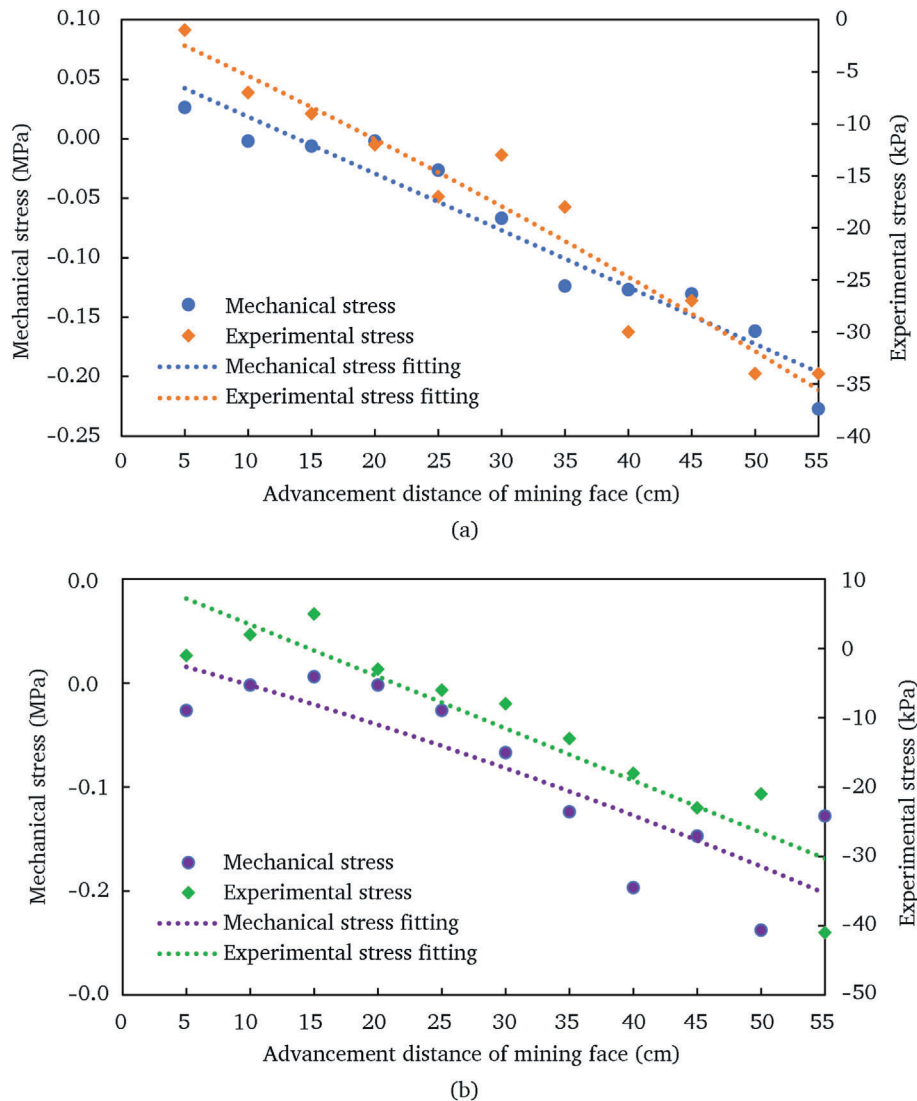 0.10
0.05
0.00
–0.05
–0.10
–0.15
–0.20
–0.25
Mechanical stress (MPa)
0
–5
–10
–15
–20
–25
–30
–35
–40
Experimental stress (kPa)
Mechanical stress
Experimental stress
Mechanical stress fitting
Experimental stress fitting
0 5 10 15 20 25 30 35 40 45 50 55
Advancement distance of mining face (cm)
(a)
0.0
0.0
–0.1
–0.2
–0.0
Mechanical stress (MPa)
10
0
–10
–20
–30
–40
–50
Experimental stress (kPa)
Mechanical stress
Experimental stress
Mechanical stress fitting
Experimental stress fitting
0 5 10 15 20 25 30 35 40 45 50 55
Advancement distance of mining face (cm)
(b)